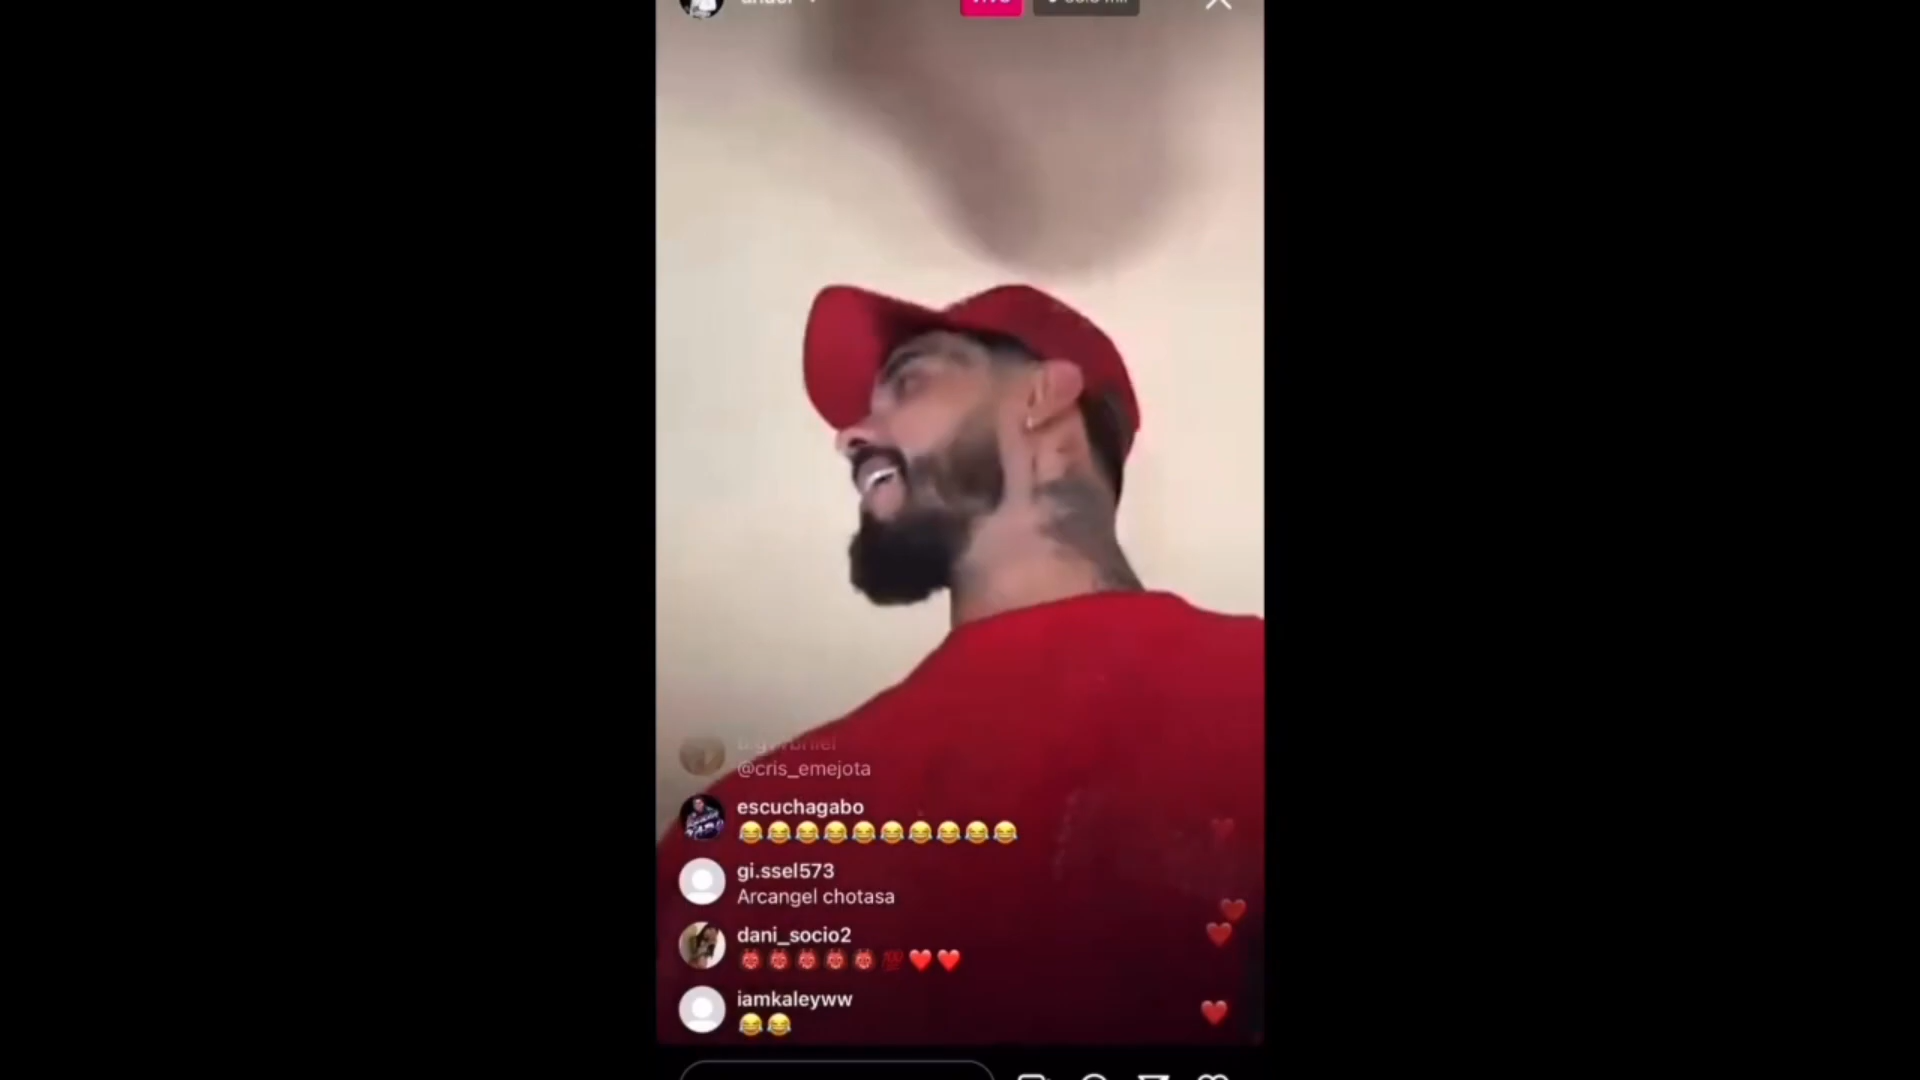 @cris_emejota
escuchagabo
😂😂😂😂😂😂😂😂😂😂
gi.ssel573
Arcangel chotasa
dani_socio2
👹👹👹👹👹💯❤️❤️
iamkaleyww
😂😂